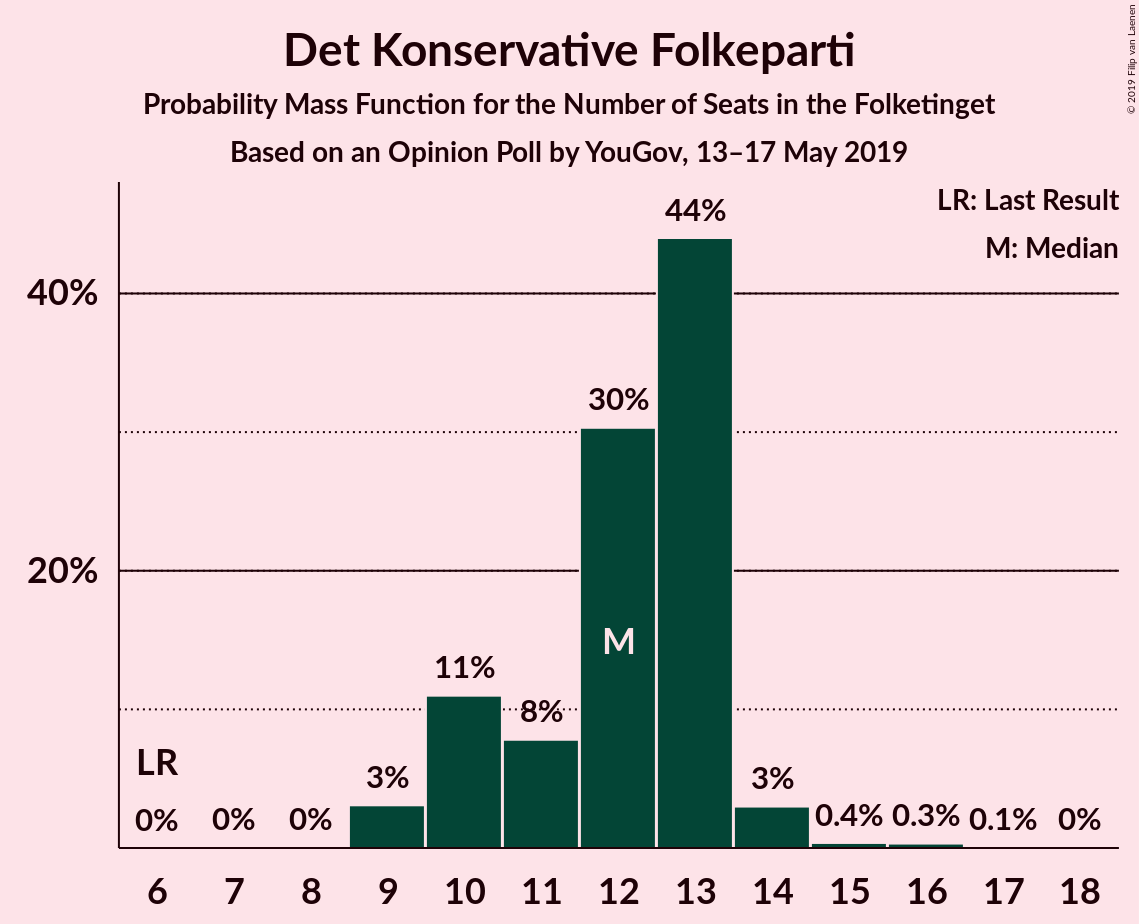 Det Konservative Folkeparti
Probability Mass Function for the Number of Seats in the Folketinget
Based on an Opinion Poll by YouGov, 13–17 May 2019
© 2019 Filip van Laenen
LR: Last Result
M: Median
44%
40%
30%
20%
M
11%
8%
LR
3%
3%
0%
0%
0%
0.4%
0.3%
0.1%
0%
6 7 8 9 10 11 12 13 14 15 16 17 18